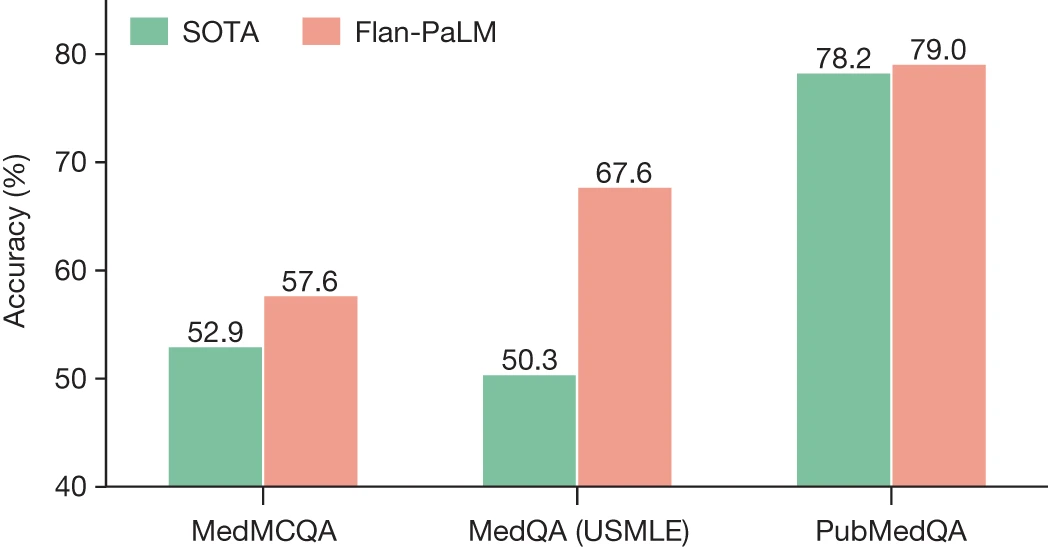 SOTA Flan-PaLM
Accuracy (%)
80
70
60
50
40
52.9
57.6
50.3
67.6
78.2
79.0
MedMCQA
MedQA (USMLE)
PubMedQA